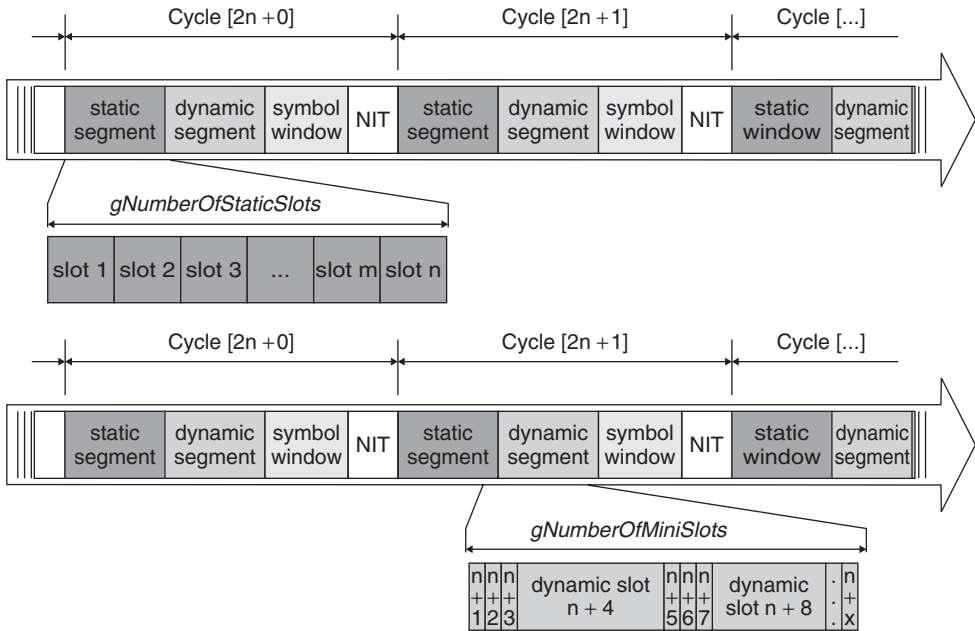 Cycle [2n +0] Cycle [2n +1] Cycle [...]
static segment dynamic segment symbol window NIT static segment dynamic segment symbol window NIT static window dynamic segment
gNumberOfStaticSlots
slot 1 slot 2 slot 3 ... slot m slot n
Cycle [2n +0] Cycle [2n +1] Cycle [...]
static segment dynamic segment symbol window NIT static segment dynamic segment symbol window NIT static window dynamic segment
gNumberOfMiniSlots
n+1 n+2 n+3 dynamic slot n + 4 n+5 n+6 n+7 dynamic slot n + 8 ... n+x